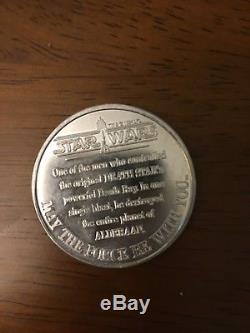 STAR WARS
One of the men who controlled
the original DEATH STAR'S
powerful Death Ray. In one
single blast, he destroyed
the entire planet of
ALDERAAN.
MAY THE FORCE BE WITH YOU.
ebay